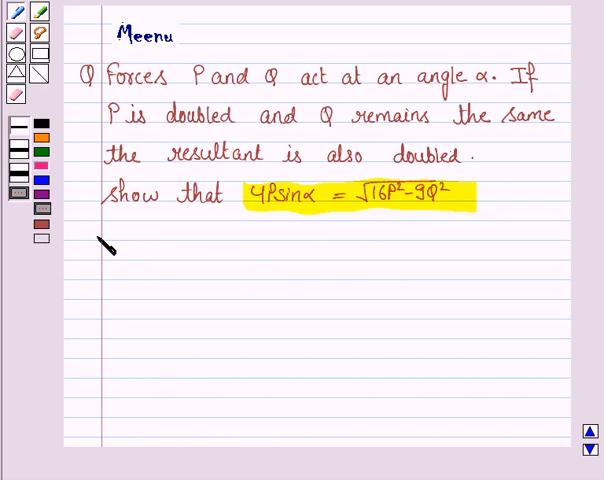 Meenu
Q Forces P and Q act at an angle α. If
P is doubled and Q remains the same
the resultant is also doubled.
show that 4Psinα = √16P²-9Q²